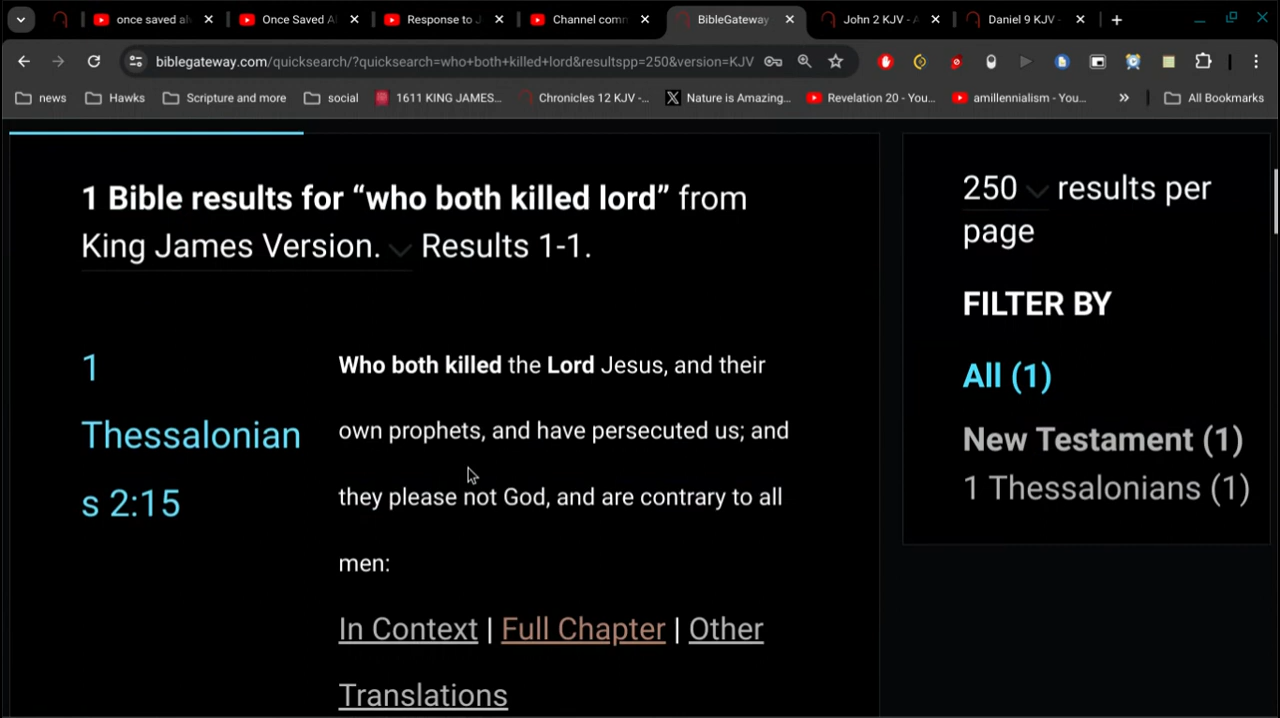 once saved al
Once Saved Al
Response to J
Channel comm
BibleGateway
John 2 KJV - A
Daniel 9 KJV -
biblegateway.com/quicksearch/?quicksearch=who+both+killed+lord&resultspp=250&version=KJV
news
Hawks
Scripture and more
social
1611 KING JAMES...
Chronicles 12 KJV -...
Nature is Amazing...
Revelation 20 - You...
amillennialism - You...
All Bookmarks
1 Bible results for “who both killed lord” from
King James Version. Results 1-1.
1
Thessalonian
s 2:15
Who both killed the Lord Jesus, and their
own prophets, and have persecuted us; and
they please not God, and are contrary to all
men:
In Context | Full Chapter | Other
Translations
250 results per
page
FILTER BY
All (1)
New Testament (1)
1 Thessalonians (1)